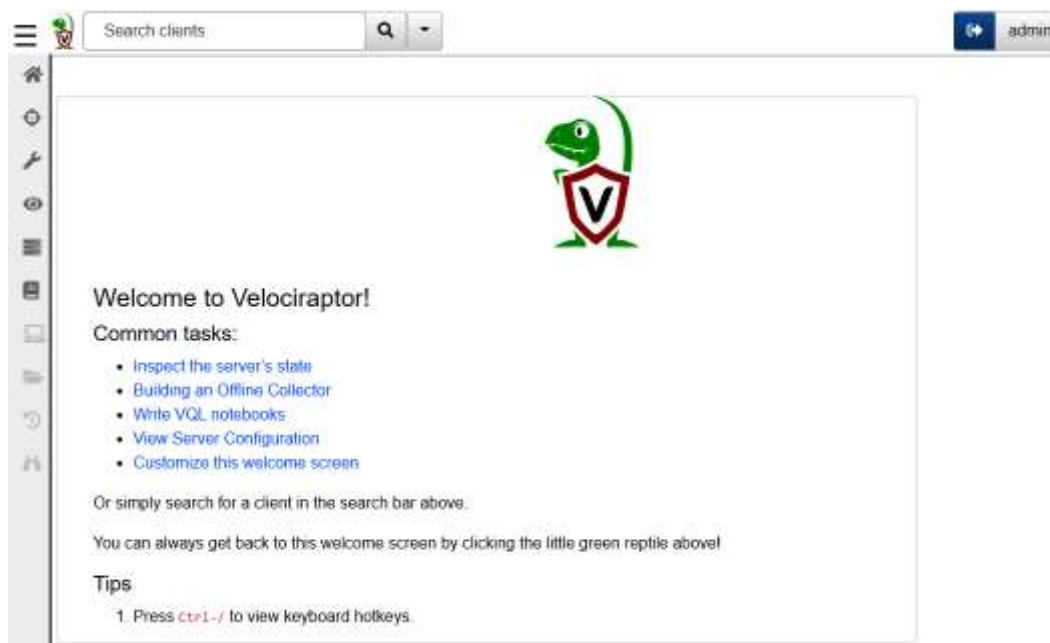 Search clients
admin
V
Welcome to Velociraptor!
Common tasks:
Inspect the server's state
Building an Offline Collector
Write VQL notebooks
View Server Configuration
Customize this welcome screen
Or simply search for a client in the search bar above.
You can always get back to this welcome screen by clicking the little green reptile above!
Tips
1. Press Ctrl-/ to view keyboard hotkeys.